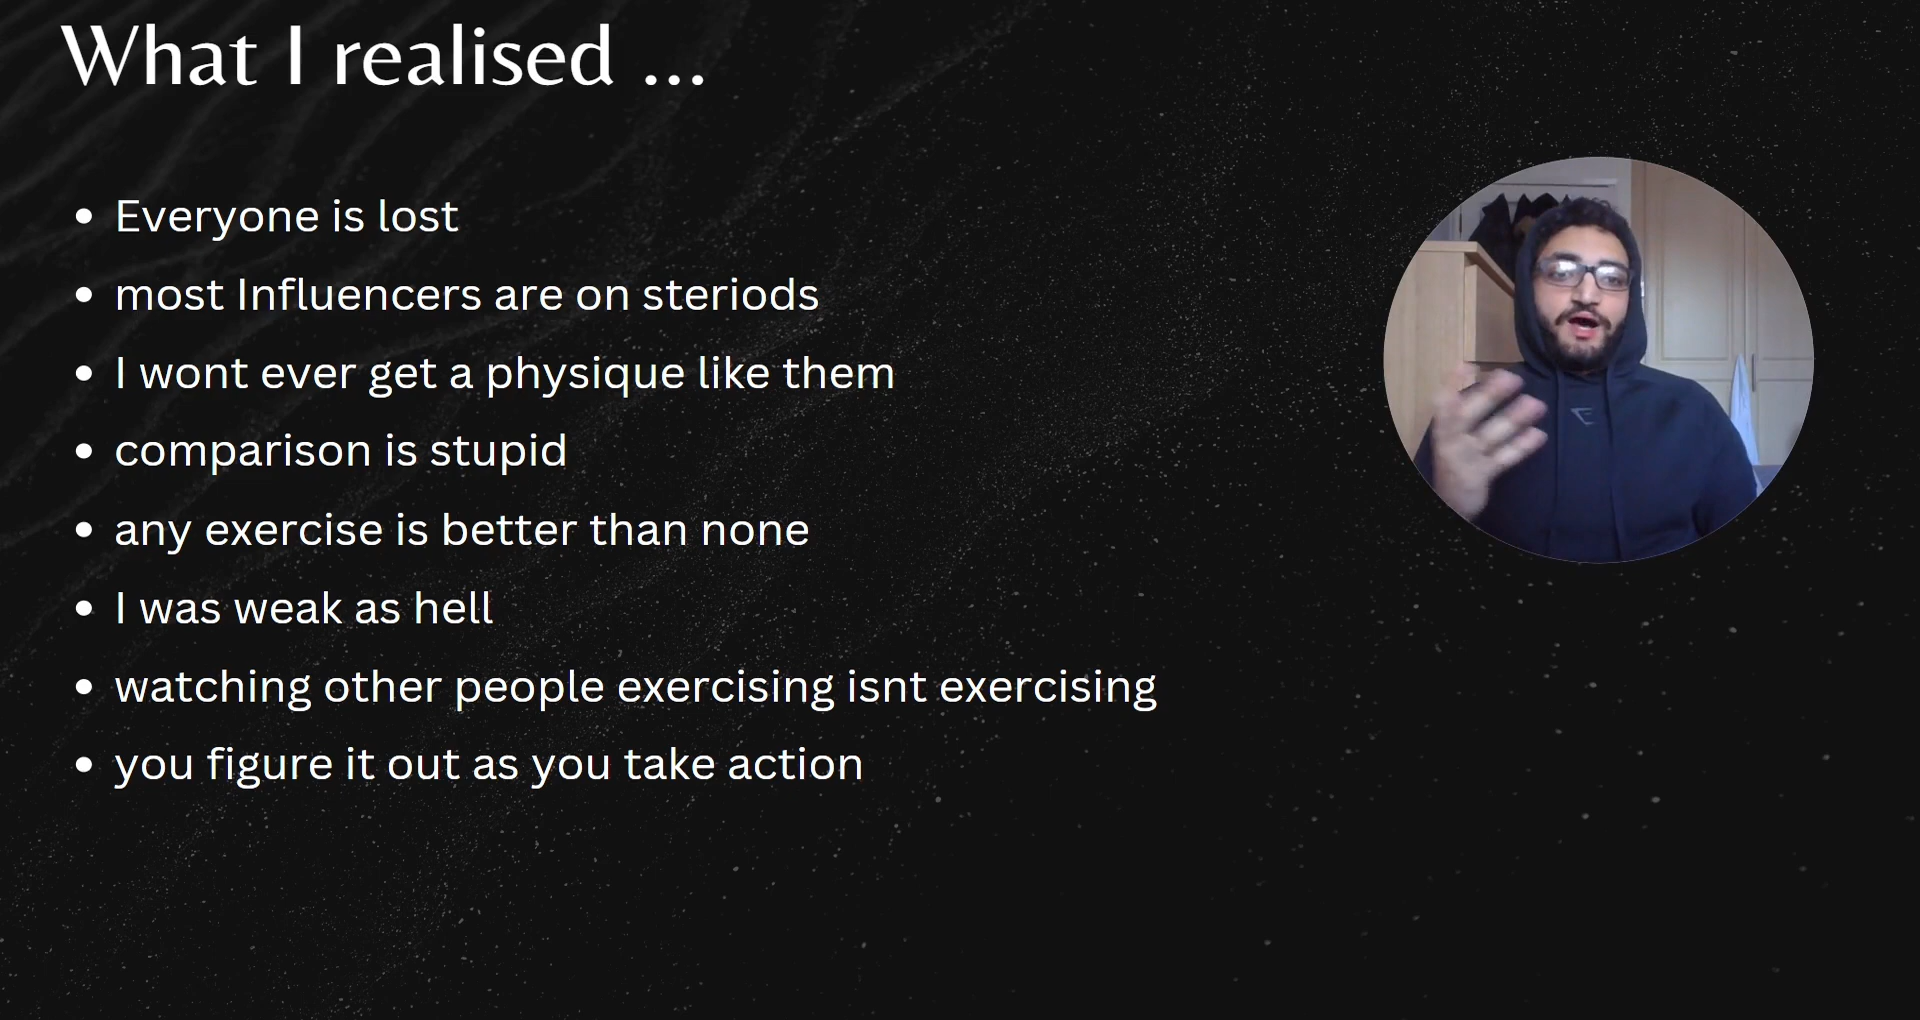 What I realised ...
• Everyone is lost
• most Influencers are on steriods
• I wont ever get a physique like them
• comparison is stupid
• any exercise is better than none
• I was weak as hell
• watching other people exercising isnt exercising
• you figure it out as you take action